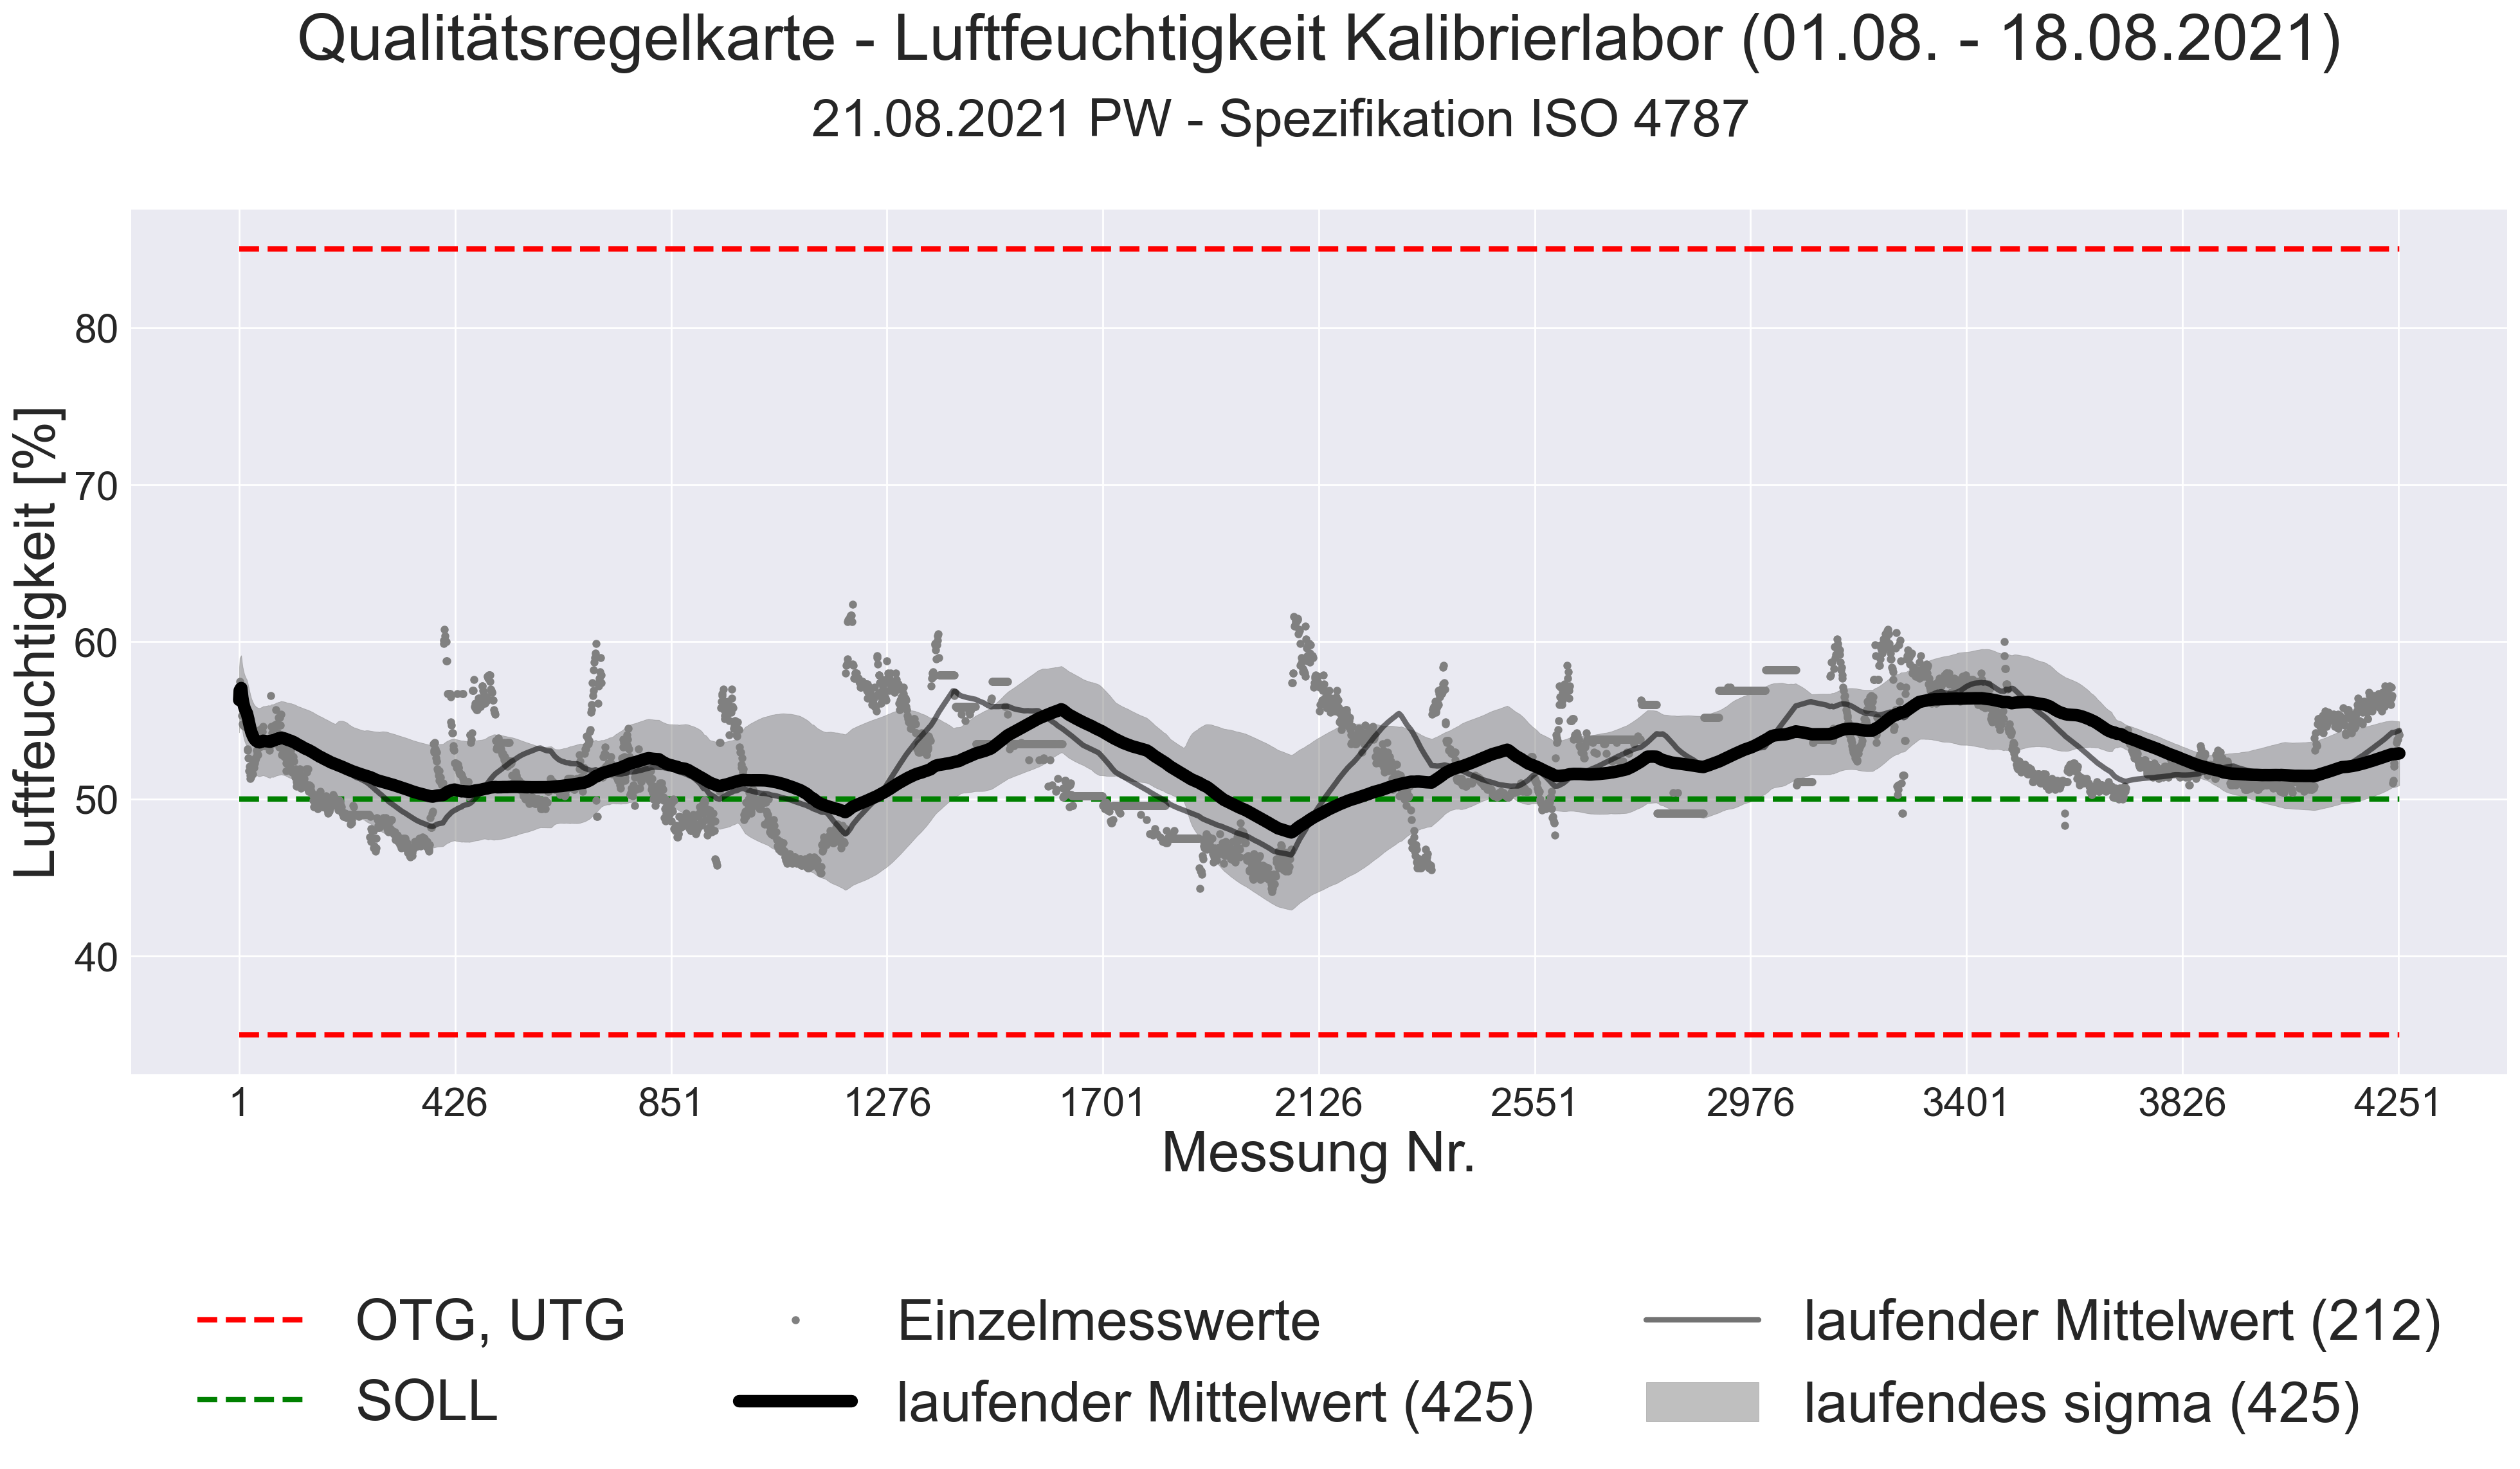 Qualitätsregelkarte - Luftfeuchtigkeit Kalibrierlabor (01.08. - 18.08.2021)
21.08.2021 PW - Spezifikation ISO 4787
Luftfeuchtigkeit [%]
80
70
60
50
40
1 426 851 1276 1701 2126 2551 2976 3401 3826 4251
Messung Nr.
OTG, UTG Einzelmesswerte laufender Mittelwert (212)
SOLL laufender Mittelwert (425) laufendes sigma (425)